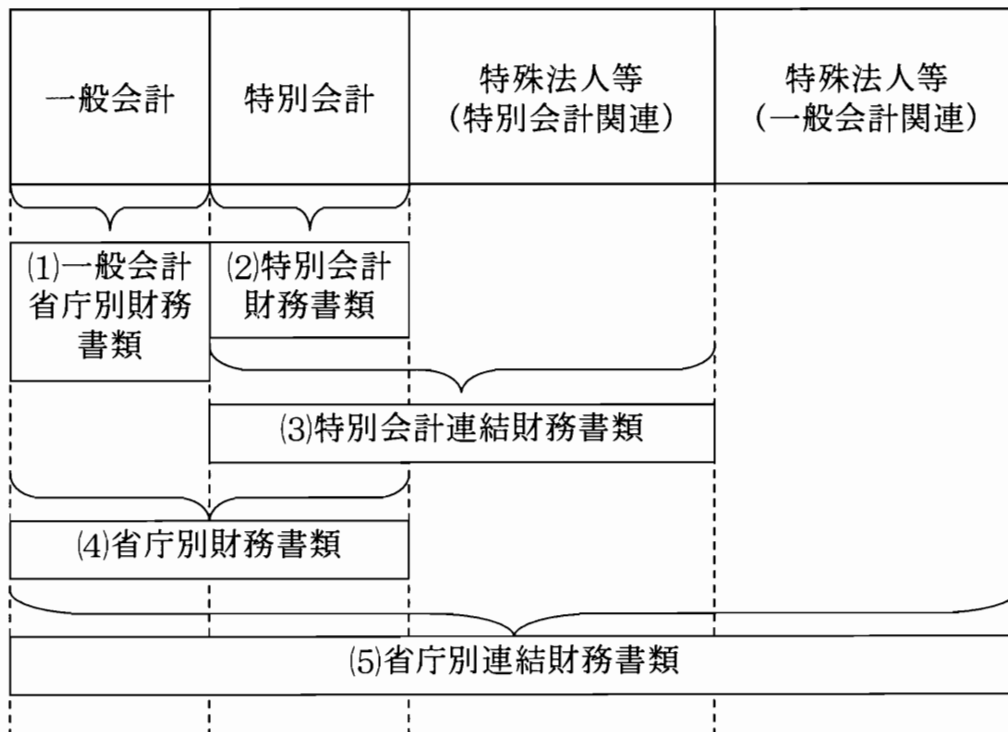 一般会計
特別会計
特殊法人等
(特別会計関連)
特殊法人等
(一般会計関連)
(1)一般会計
省庁別財務
書類
(2)特別会計
財務書類
(3)特別会計連結財務書類
(4)省庁別財務書類
(5)省庁別連結財務書類